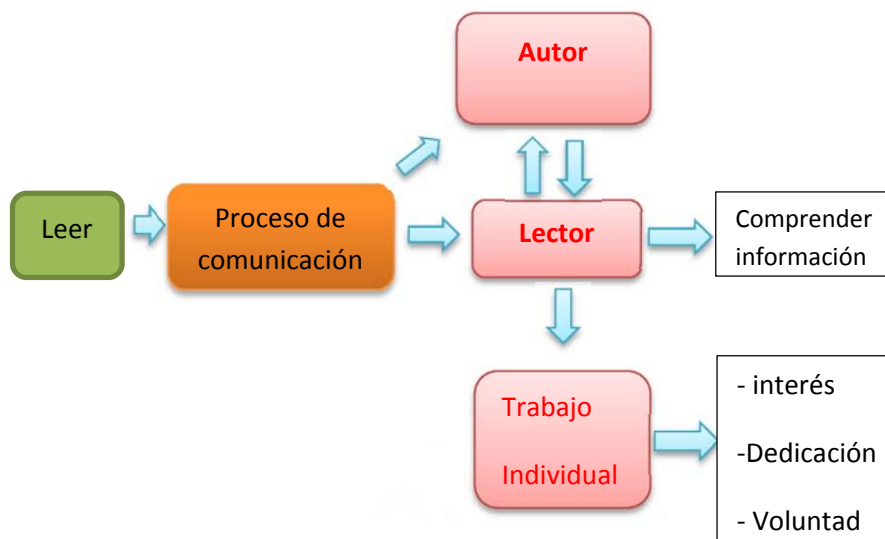 Autor
Leer
Proceso de
comunicación
Lector
Comprender
información
Trabajo
Individual
- interés
-Dedicación
- Voluntad